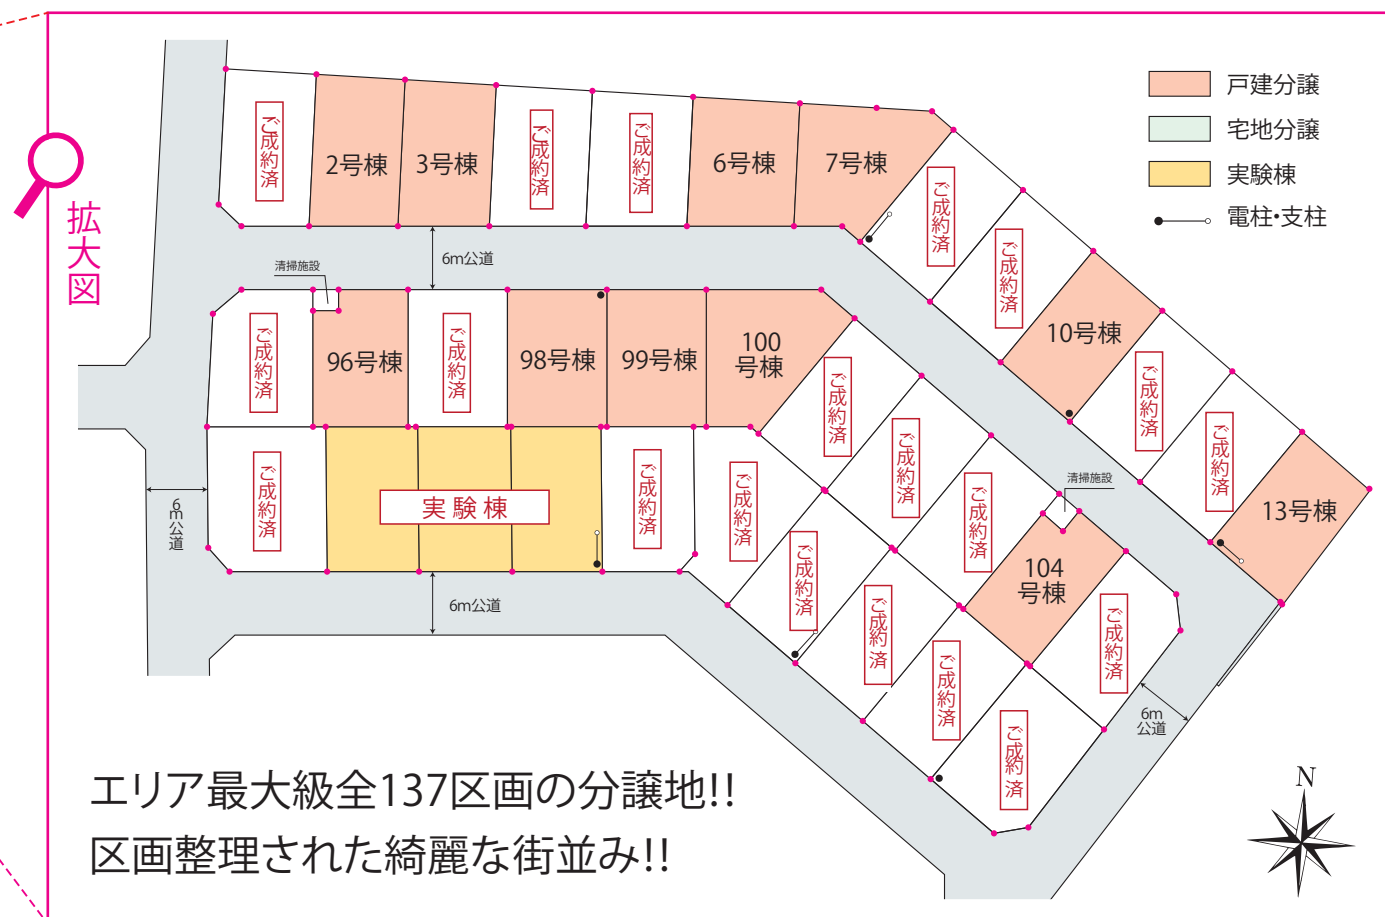 拡大図
戸建分譲
宅地分譲
実験棟
電柱・支柱
ご成約済
2号棟
3号棟
ご成約済
ご成約済
6号棟
7号棟
ご成約済
ご成約済
10号棟
ご成約済
ご成約済
13号棟
6m公道
清掃施設
ご成約済
96号棟
ご成約済
98号棟
99号棟
100
号棟
ご成約済
ご成約済
ご成約済
清掃施設
104
号棟
ご成約済
ご成約済
実験棟
ご成約済
ご成約済
ご成約済
ご成約済
ご成約済
ご成約済
6m公道
6m公道
6m
公道
エリア最大級全137区画の分譲地!!
区画整理された綺麗な街並み!!
N